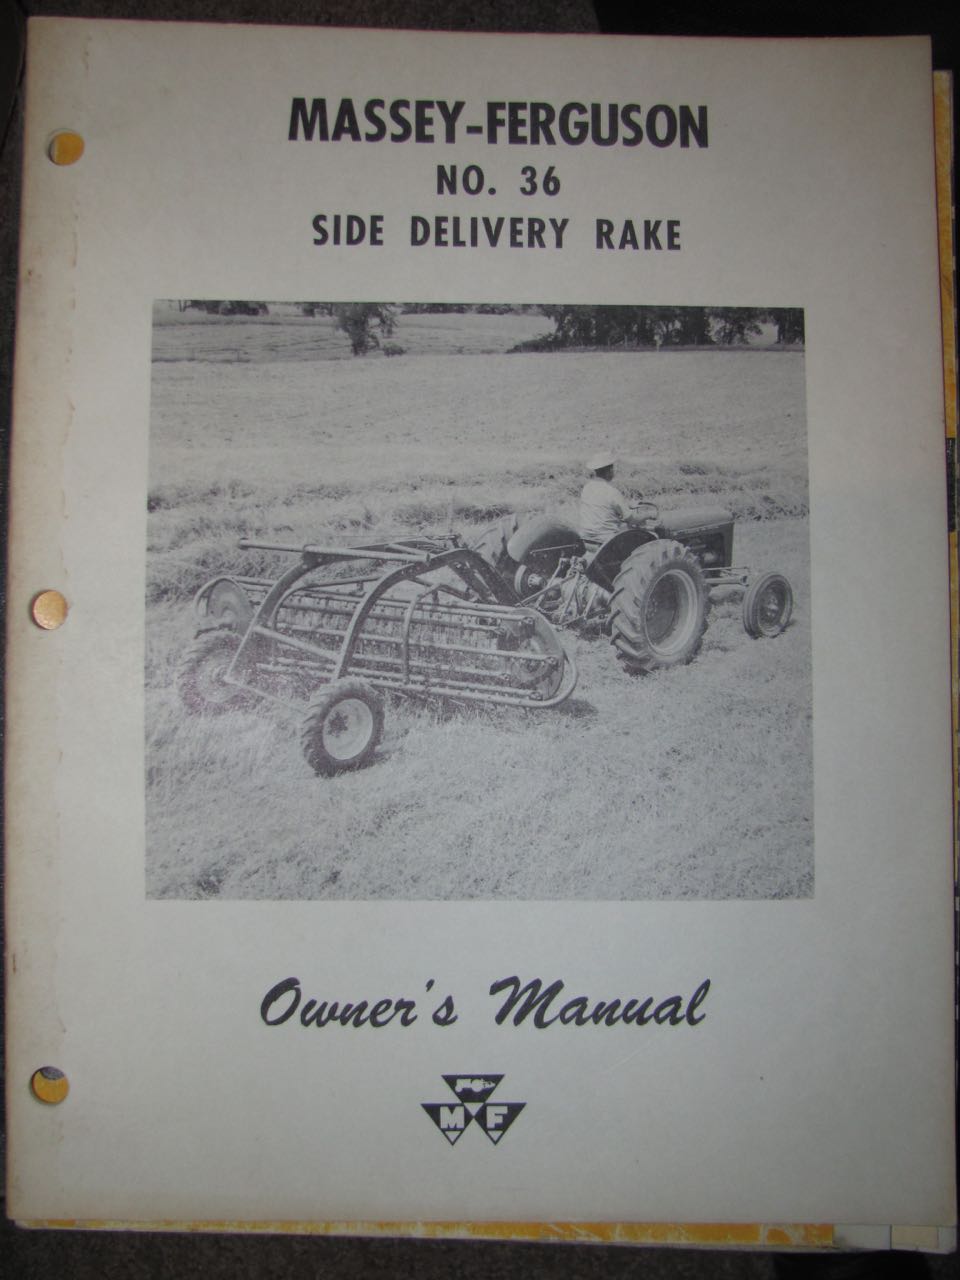 MASSEY-FERGUSON
NO. 36
SIDE DELIVERY RAKE
Owner's Manual
M F